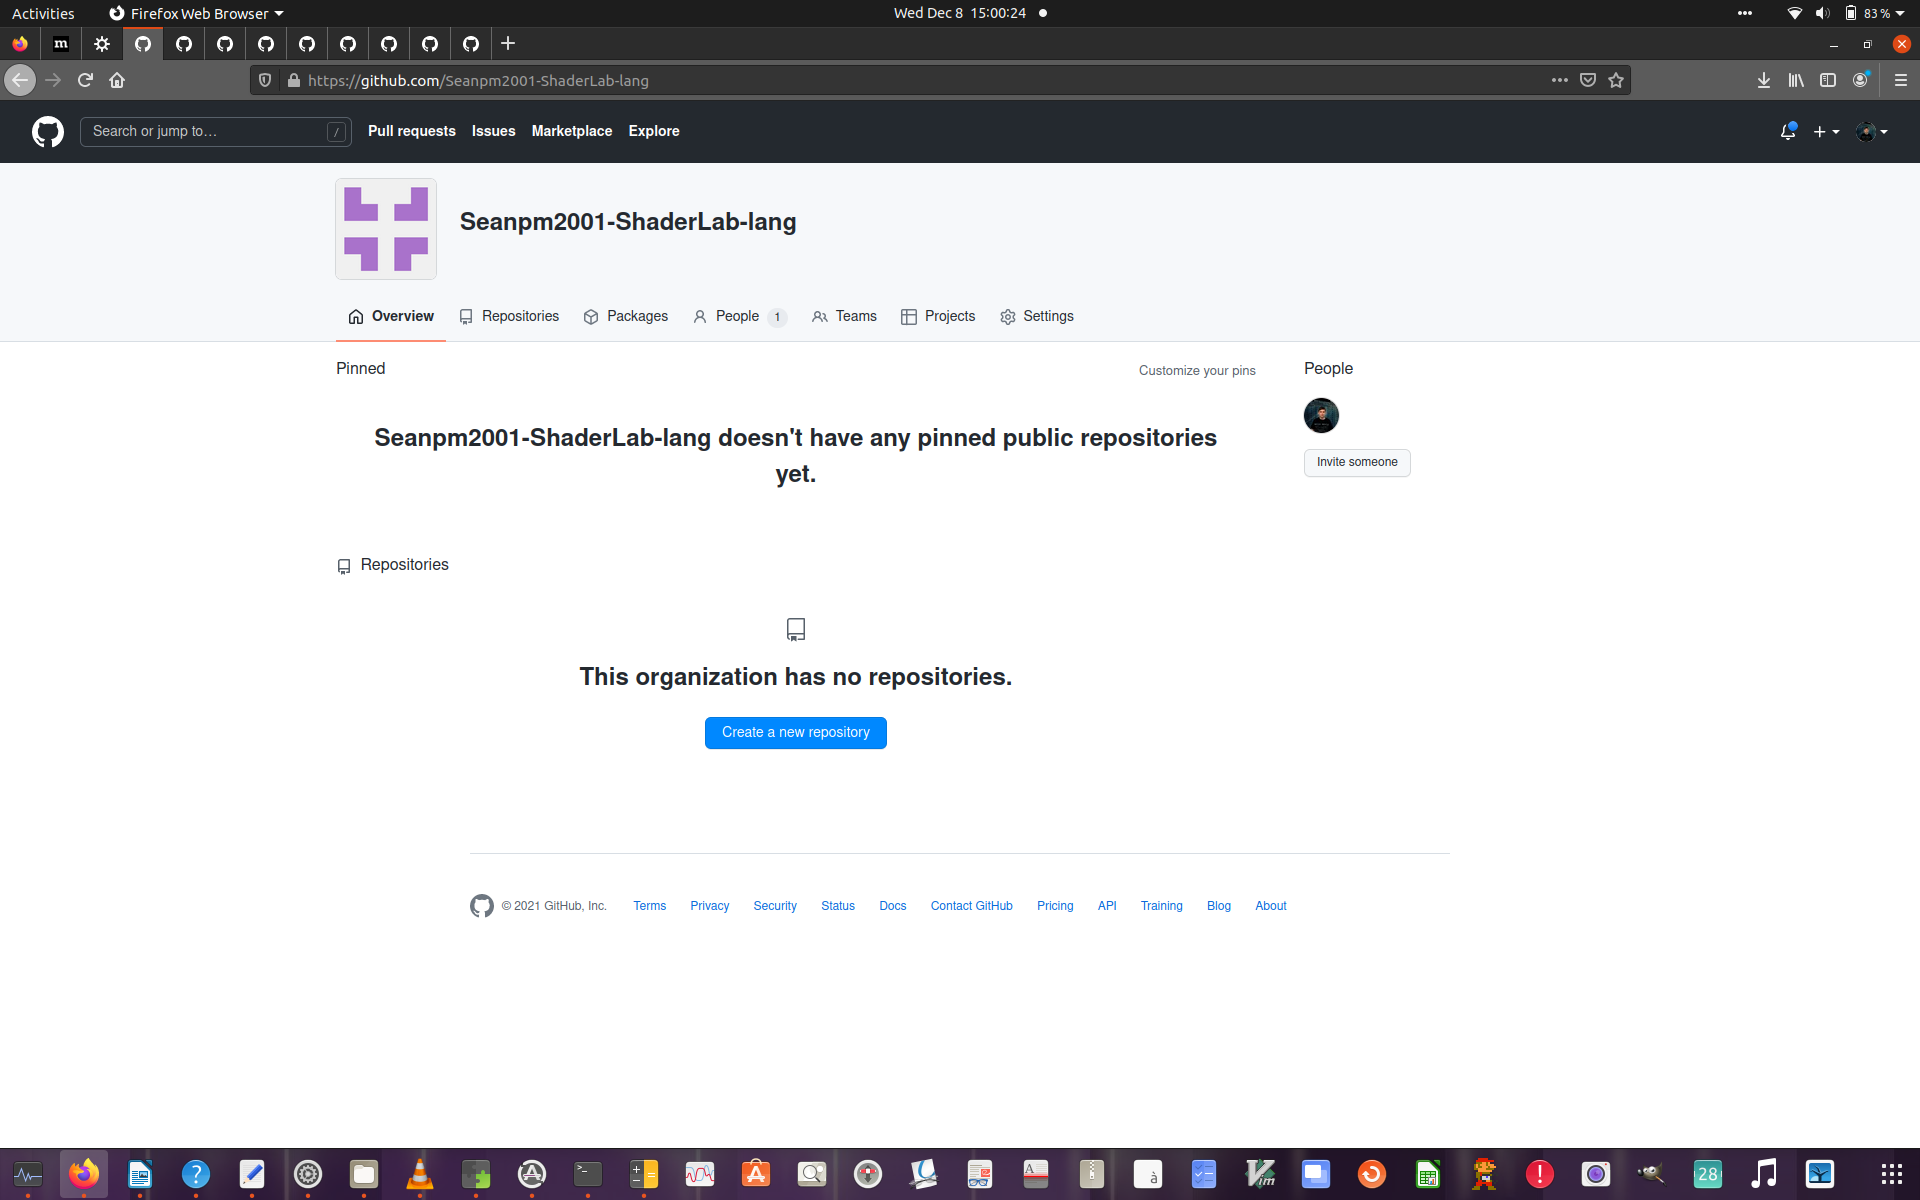 Activities
Firefox Web Browser
Wed Dec 8 15:00:24
83 %
m
https://github.com/Seanpm2001-ShaderLab-lang
Search or jump to…
/
Pull requests
Issues
Marketplace
Explore
Seanpm2001-ShaderLab-lang
Overview
Repositories
Packages
People 1
Teams
Projects
Settings
Pinned
Customize your pins
People
Seanpm2001-ShaderLab-lang doesn't have any pinned public repositories
yet.
Invite someone
Repositories
This organization has no repositories.
Create a new repository
© 2021 GitHub, Inc.
Terms
Privacy
Security
Status
Docs
Contact GitHub
Pricing
API
Training
Blog
About
?
>_
A
à
Vim
!
28